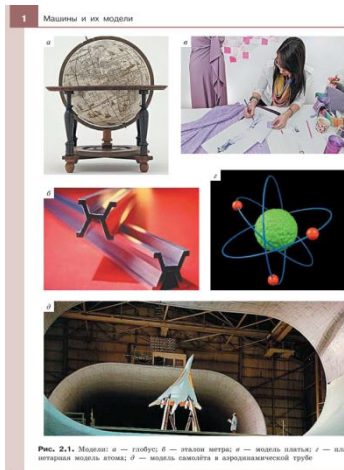 1 Машины и их модели
а
в
б
г
д
Рис. 2.1. Модели: а — глобус; б — эталон метра; в — модель платья; г — пла-
нетарная модель атома; д — модель самолёта в аэродинамической трубе